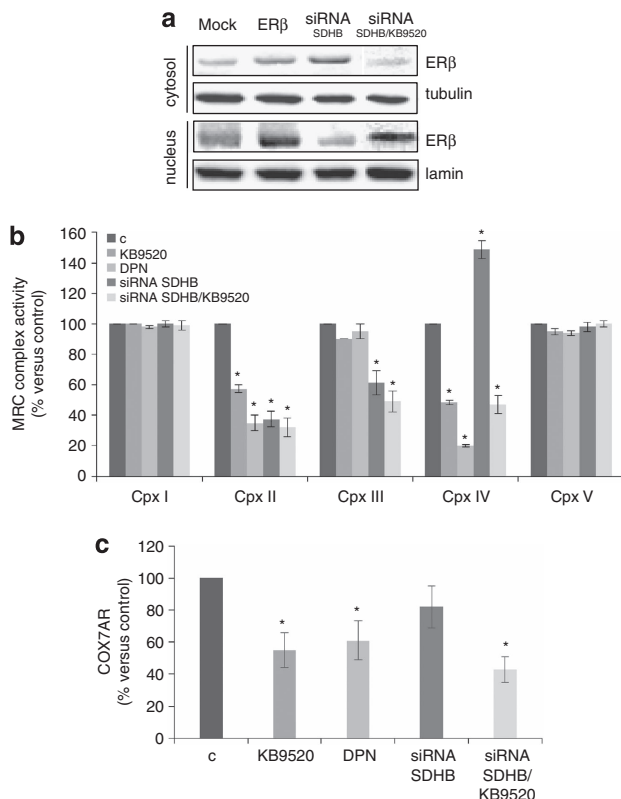 a
Mock ERβ siRNA SDHB siRNA SDHB/KB9520
cytosol
ERβ
tubulin
nucleus
ERβ
lamin
b
MRC complex activity
(% versus control)
160
140
120
100
80
60
40
20
0
c
KB9520
DPN
siRNA SDHB
siRNA SDHB/KB9520
* * * *
* *
* * * *
Cpx I Cpx II Cpx III Cpx IV Cpx V
c
COX7AR
(% versus control)
120
100
80
60
40
20
0
* * *
c KB9520 DPN siRNA SDHB siRNA SDHB/ KB9520